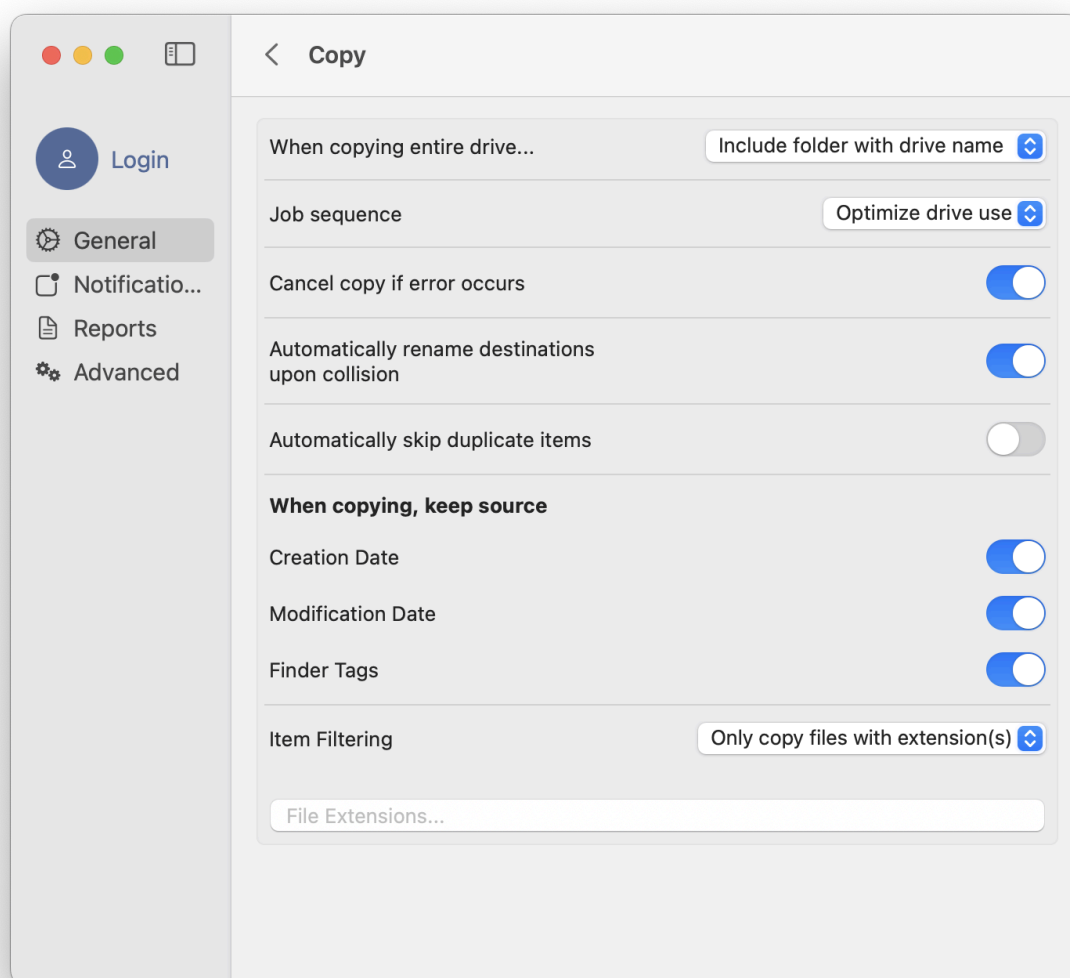 Copy
Login
General
Notificatio...
Reports
Advanced
When copying entire drive...
Include folder with drive name
Job sequence
Optimize drive use
Cancel copy if error occurs
Automatically rename destinations
upon collision
Automatically skip duplicate items
When copying, keep source
Creation Date
Modification Date
Finder Tags
Item Filtering
Only copy files with extension(s)
File Extensions...